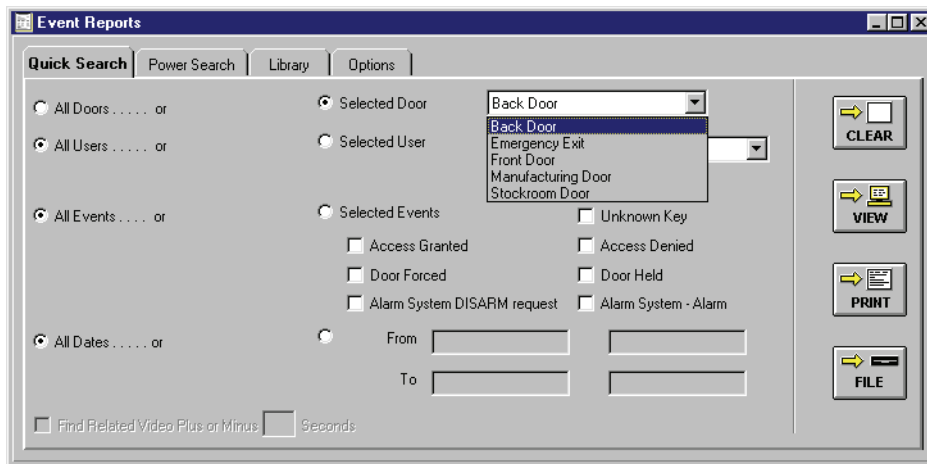 Event Reports
Quick Search
Power Search
Library
Options
All Doors . . . . . or
Selected Door
Back Door
Back Door
Emergency Exit
Front Door
Manufacturing Door
Stockroom Door
All Users . . . . . or
Selected User
All Events . . . . or
Selected Events
Unknown Key
Access Granted
Access Denied
Door Forced
Door Held
Alarm System DISARM request
Alarm System - Alarm
All Dates . . . . . or
From
To
Find Related Video Plus or Minus
Seconds
CLEAR
VIEW
PRINT
FILE